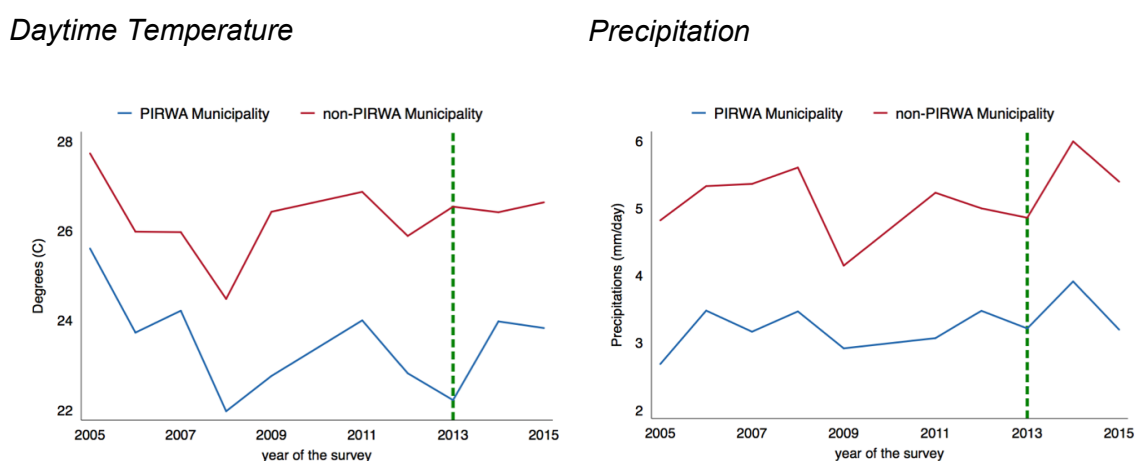 Daytime Temperature
PIRWA Municipality non-PIRWA Municipality
28
26
24
22
Degrees (C)
2005 2007 2009 2011 2013 2015
year of the survey
Precipitation
PIRWA Municipality non-PIRWA Municipality
6
5
4
3
2
Precipitations (mm/day)
2005 2007 2009 2011 2013 2015
year of the survey